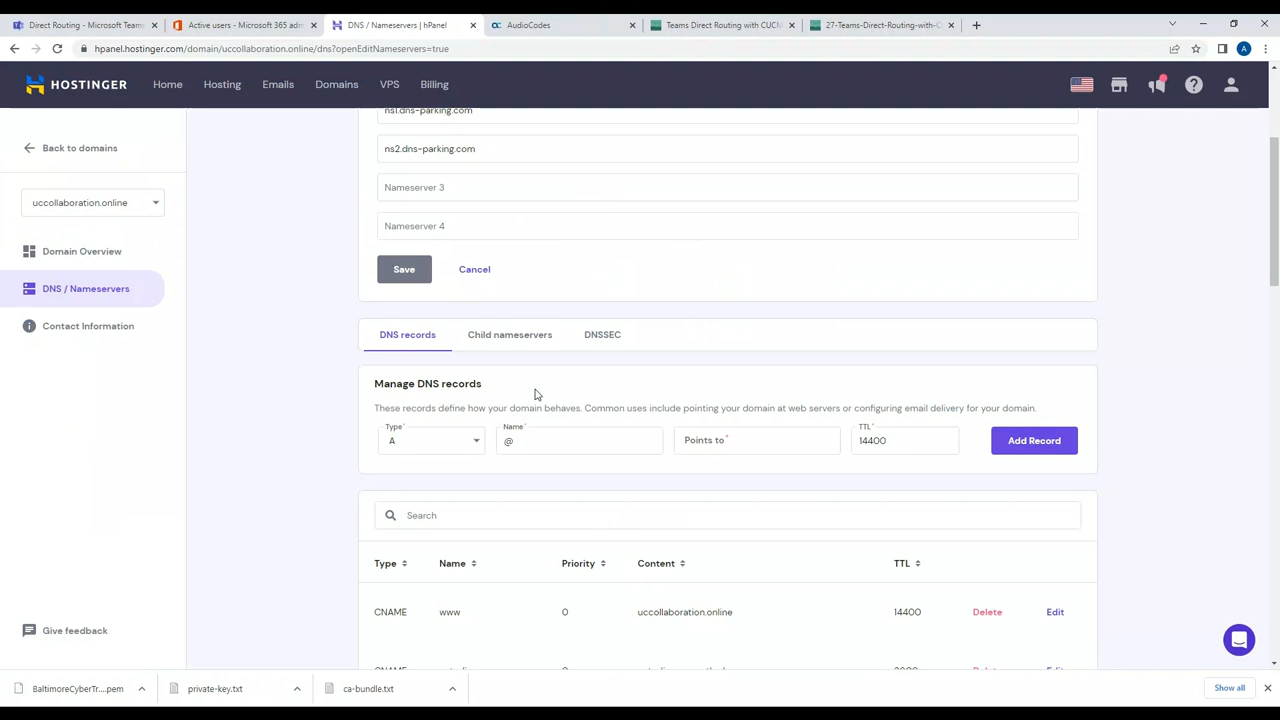 Direct Routing - Microsoft Teams
Active users - Microsoft 365 adm
DNS / Nameservers | hPanel
AudioCodes
Teams Direct Routing with CUCM
27-Teams-Direct-Routing-with-C
hpanel.hostinger.com/domain/uccollaboration.online/dns?openEditNameservers=true
A
HOSTINGER
Home
Hosting
Emails
Domains
VPS
Billing
Back to domains
uccollaboration.online
Domain Overview
DNS / Nameservers
Contact Information
Give feedback
ns1.dns-parking.com
ns2.dns-parking.com
Nameserver 3
Nameserver 4
Save
Cancel
DNS records
Child nameservers
DNSSEC
Manage DNS records
These records define how your domain behaves. Common uses include pointing your domain at web servers or configuring email delivery for your domain.
Type*
A
Name*
@
Points to*
TTL*
14400
Add Record
Search
Type
Name
Priority
Content
TTL
CNAME
www
0
uccollaboration.online
14400
Delete
Edit
CNAME
BaltimoreCyberTr....pem
private-key.txt
ca-bundle.txt
Show all